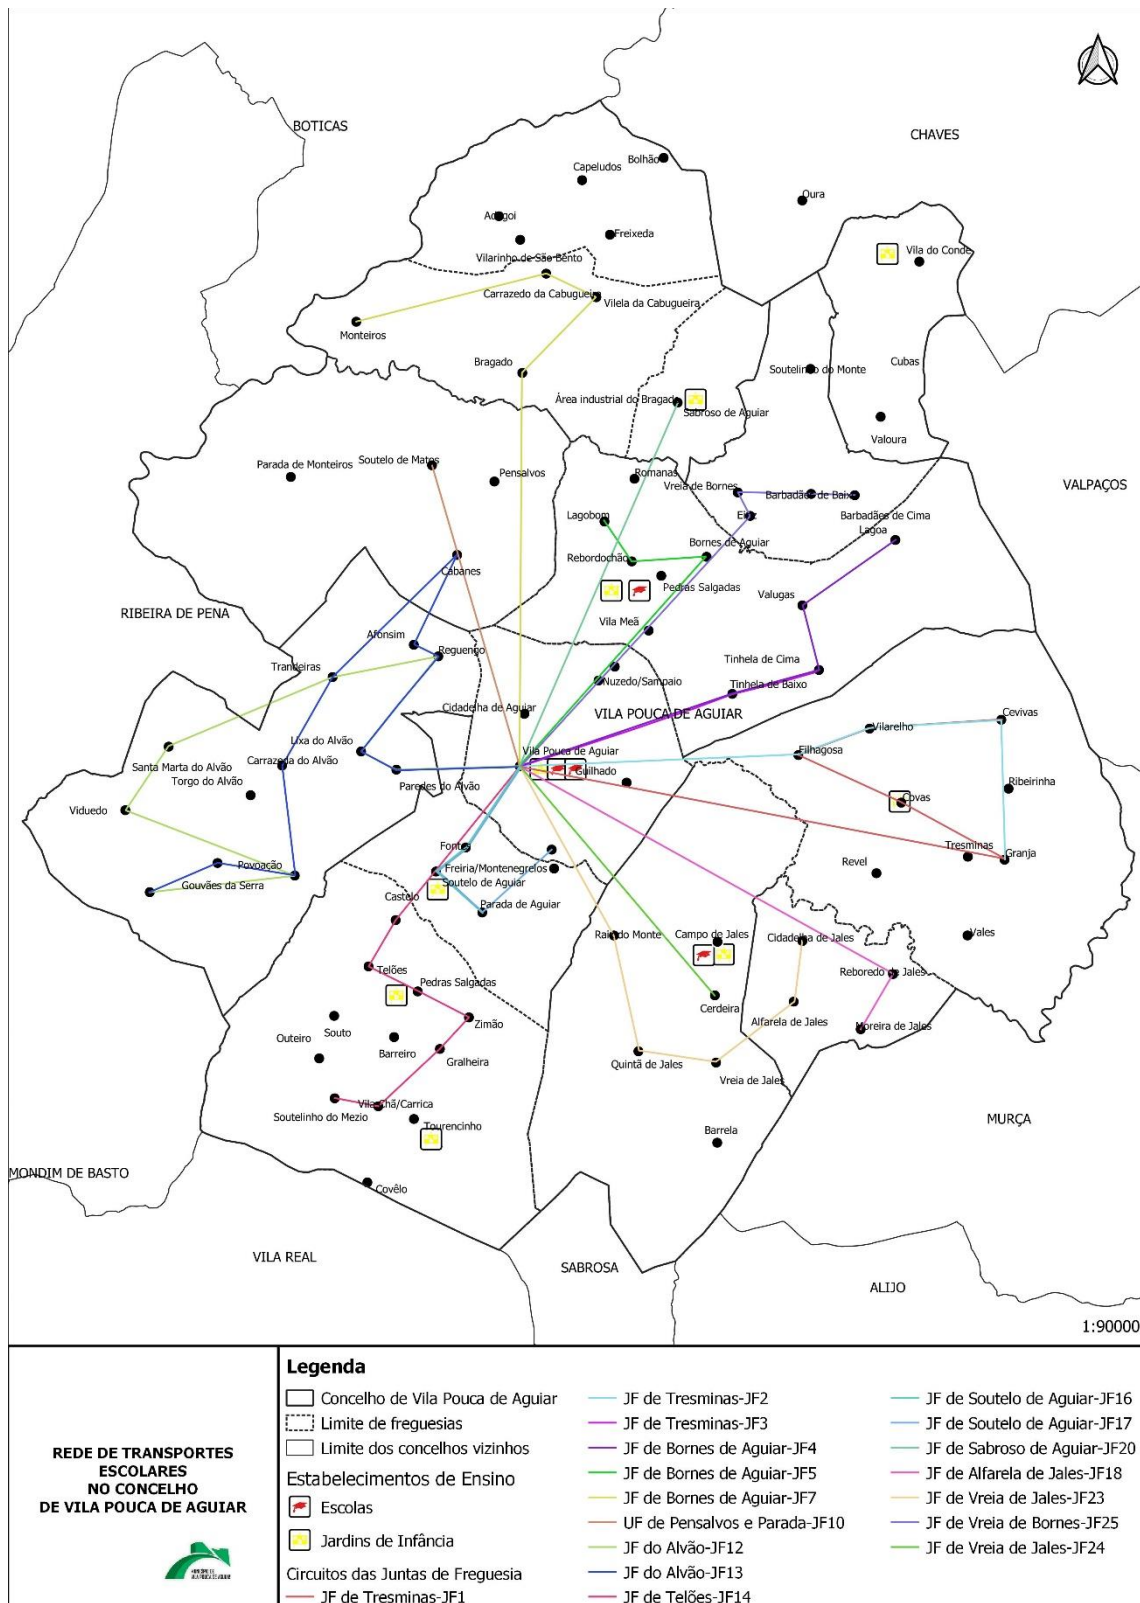 BOTICAS
CHAVES
Bolhão
Capeludos
Oura
Adagoi
Freixeda
Vila do Conde
Vilarinho de São Bento
Carrazedo da Cabugueira
Vilela da Cabugueira
Monteiros
Bragado
Cubas
Soutelinho do Monte
Área industrial do Bragado
Sabroso de Aguiar
Valoura
Parada de Monteiros
Soutelo de Matos
Pensalvos
Romanas
Vreia de Bornes
Barbadães de Baixo
VALPAÇOS
Lagobom
Barbadães de Cima
Lagoa
Bornes de Aguiar
Rebordochão
Cabanes
Pedras Salgadas
Valugas
RIBEIRA DE PENA
Vila Meã
Afonsim
Reguengo
Tinhela de Cima
Trandeiras
Nuzedo/Sampaio
Tinhela de Baixo
Cidadelha de Aguiar
VILA POUCA DE AGUIAR
Cevivas
Vilarelho
Lixa do Alvão
Vila Pouca de Aguiar
Filhagosa
Santa Marta do Alvão
Carrazeda do Alvão
Guilhado
Torgo do Alvão
Paredes do Alvão
Ribeirinha
Covas
Viduedo
Fontes
Tresminas
Granja
Povoação
Freiria/Montenegrelos
Revel
Gouvães da Serra
Soutelo de Aguiar
Castelo
Parada de Aguiar
Raiz do Monte
Campo de Jales
Cidadelha de Jales
Vales
Telões
Reboredo de Jales
Pedras Salgadas
Cerdeira
Zimão
Alfarela de Jales
Moreira de Jales
Souto
Outeiro
Barreiro
Gralheira
Quintã de Jales
Vreia de Jales
Soutelinho do Mezio
Vilarchã/Carrica
Tourencinho
MURÇA
Barrela
MONDIM DE BASTO
Covêlo
VILA REAL
SABROSA
ALIJO
1:90000
REDE DE TRANSPORTES
ESCOLARES
NO CONCELHO
DE VILA POUCA DE AGUIAR
MUNICÍPIO DE
VILA POUCA DE AGUIAR
Legenda
Concelho de Vila Pouca de Aguiar
Limite de freguesias
Limite dos concelhos vizinhos
Estabelecimentos de Ensino
Escolas
Jardins de Infância
Circuitos das Juntas de Freguesia
JF de Tresminas-JF1
JF de Tresminas-JF2
JF de Tresminas-JF3
JF de Bornes de Aguiar-JF4
JF de Bornes de Aguiar-JF5
JF de Bornes de Aguiar-JF7
UF de Pensalvos e Parada-JF10
JF do Alvão-JF12
JF do Alvão-JF13
JF de Telões-JF14
JF de Soutelo de Aguiar-JF16
JF de Soutelo de Aguiar-JF17
JF de Sabroso de Aguiar-JF20
JF de Alfarela de Jales-JF18
JF de Vreia de Jales-JF23
JF de Vreia de Bornes-JF25
JF de Vreia de Jales-JF24